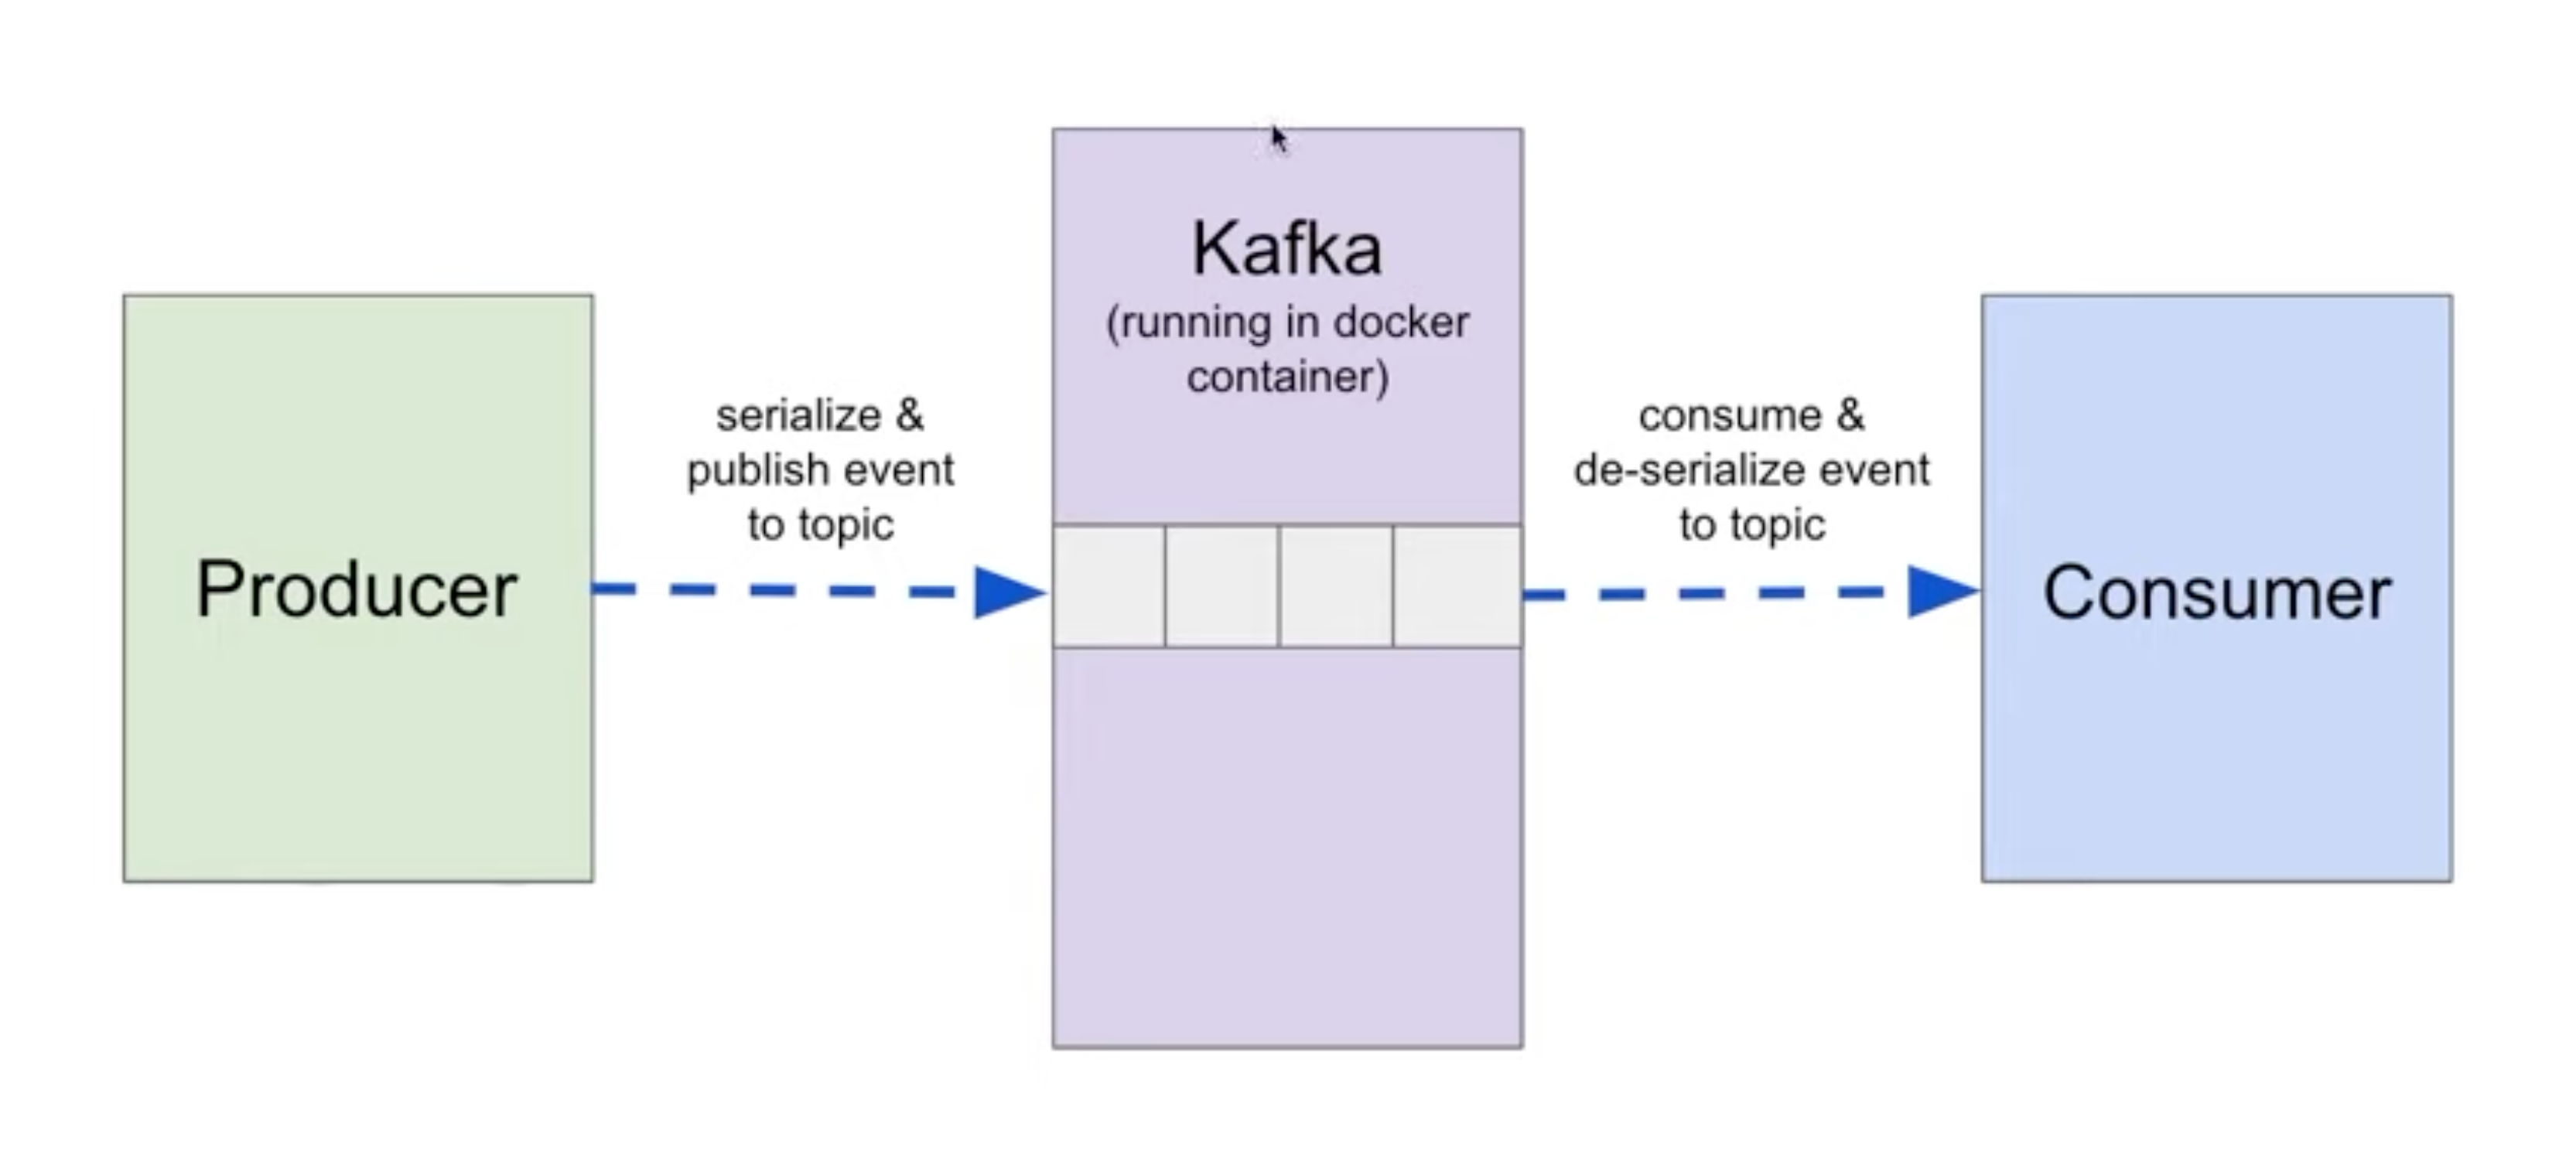 Producer
serialize &
publish event
to topic
Kafka
(running in docker
container)
consume &
de-serialize event
to topic
Consumer